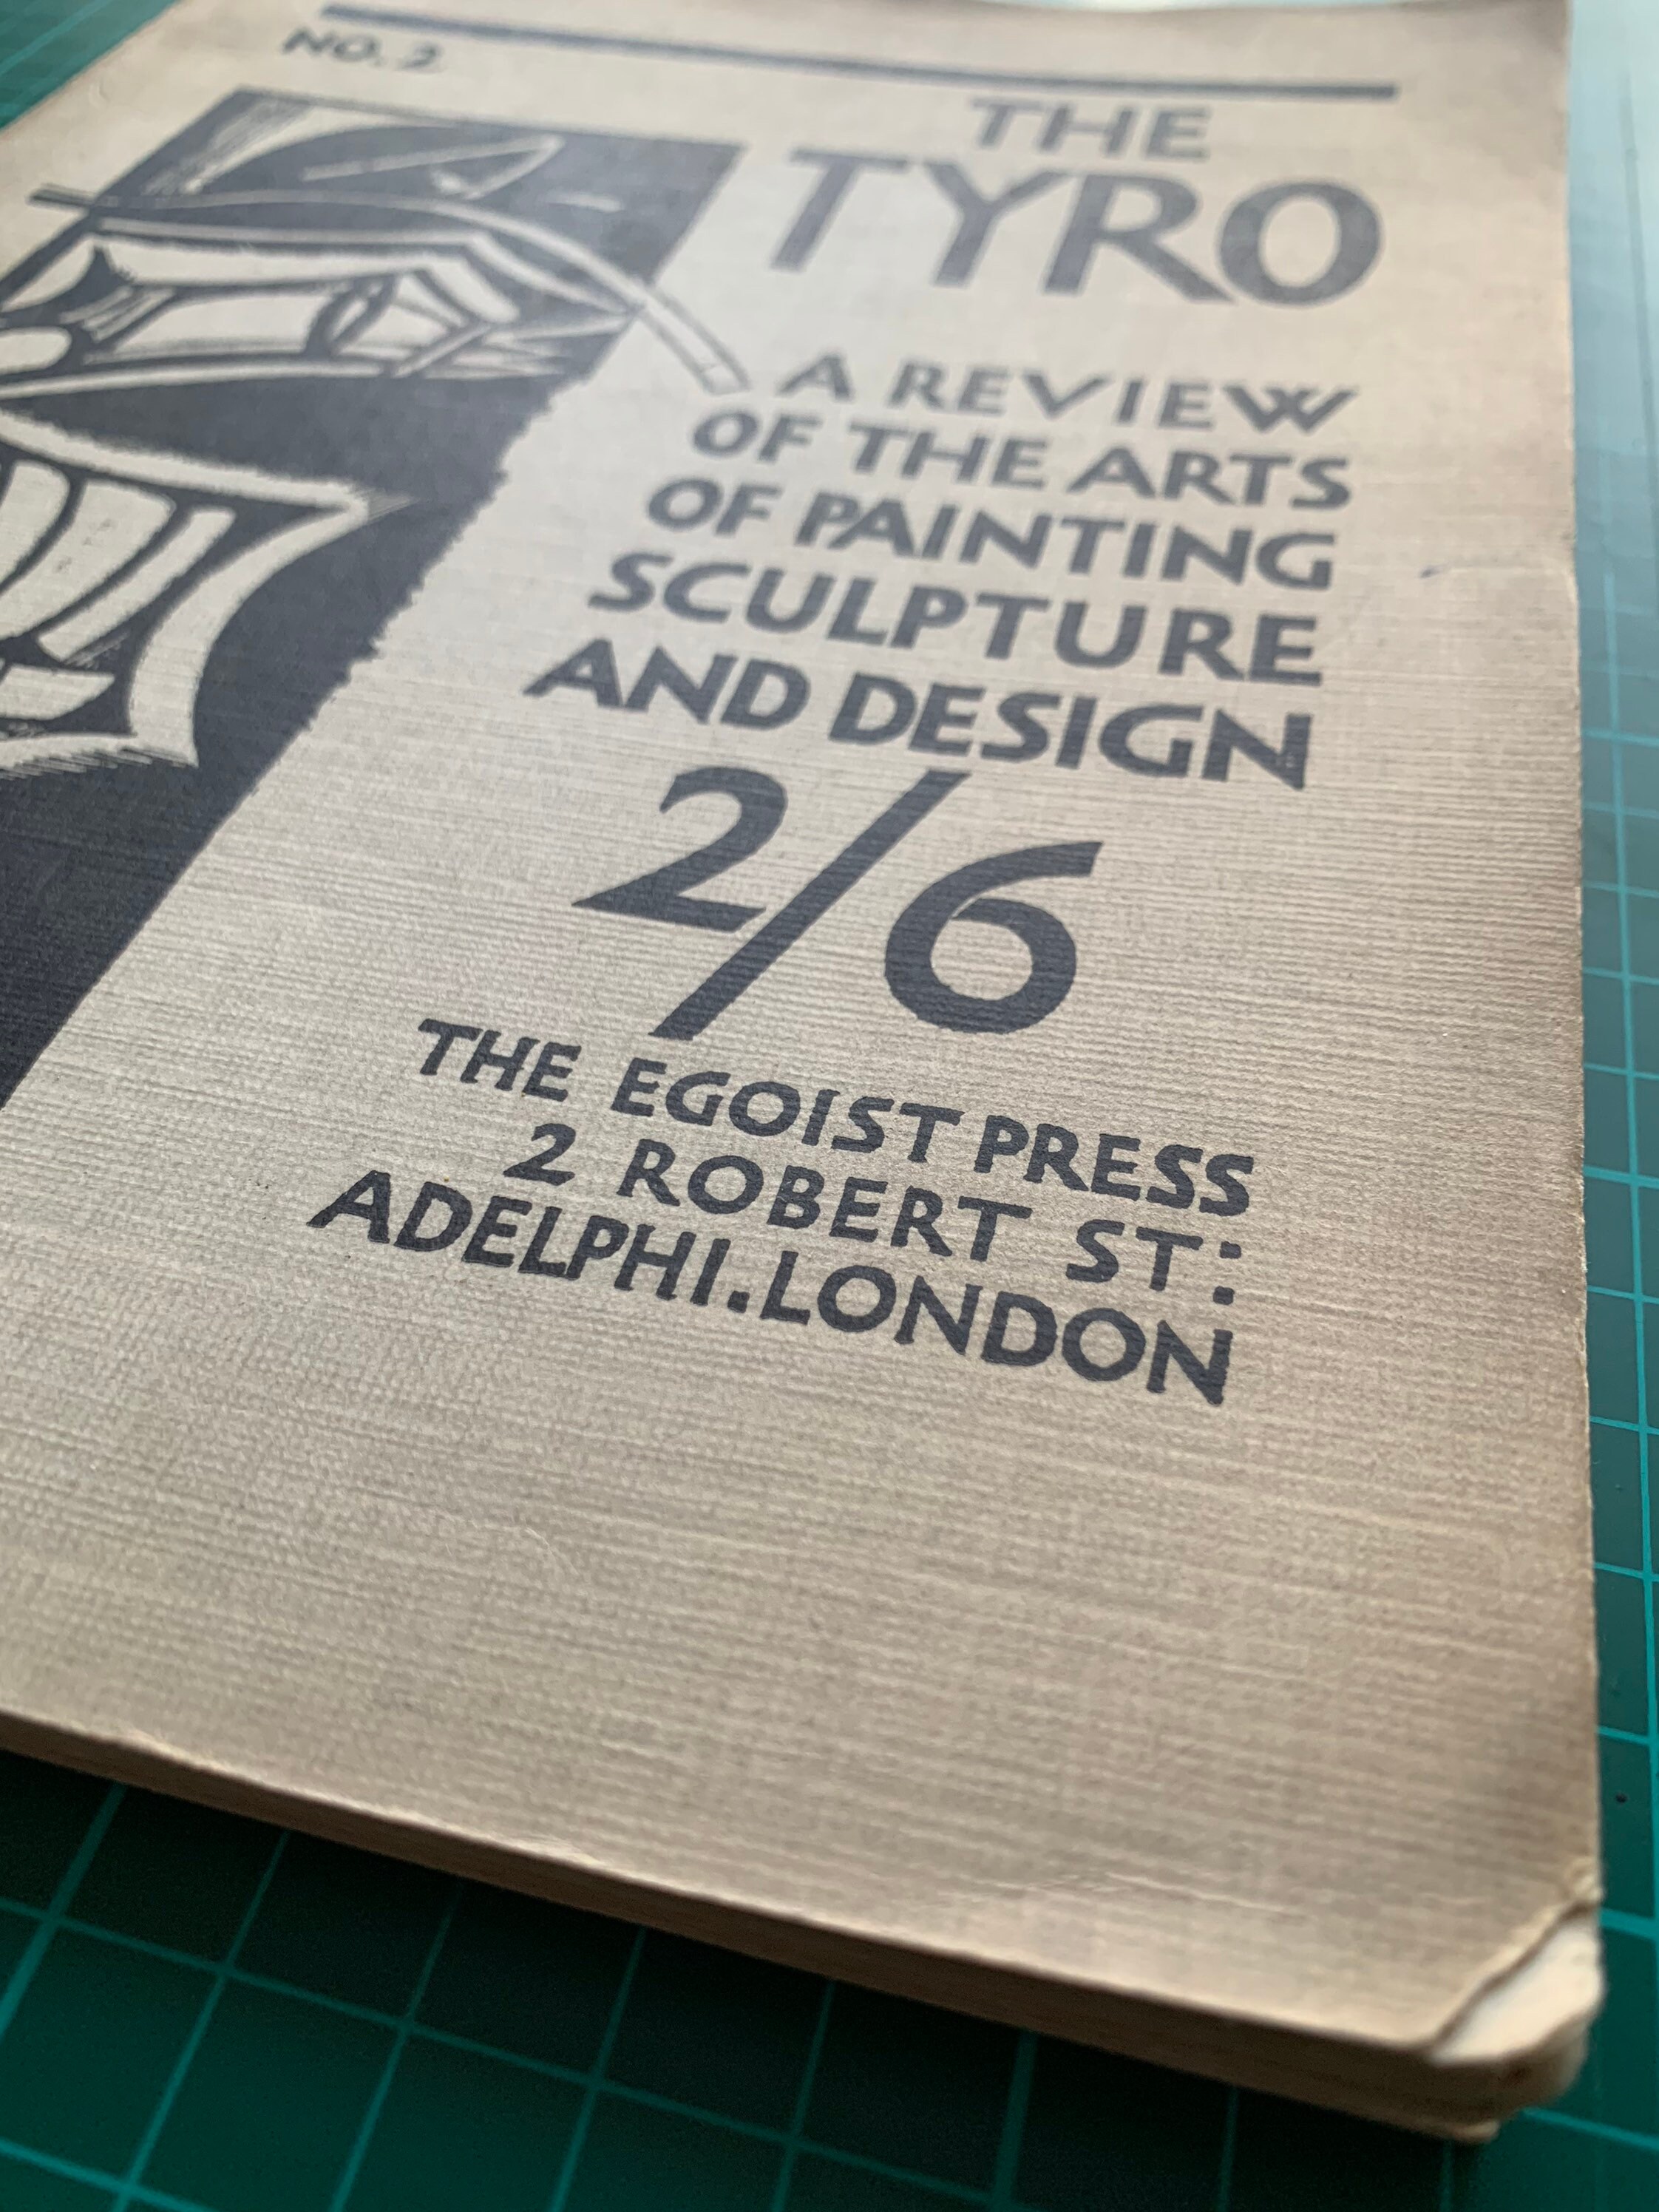 NO. 2
THE
TYRO
A REVIEW
OF THE ARTS
OF PAINTING
SCULPTURE
AND DESIGN
2/6
THE EGOIST PRESS
2 ROBERT ST:
ADELPHI. LONDON